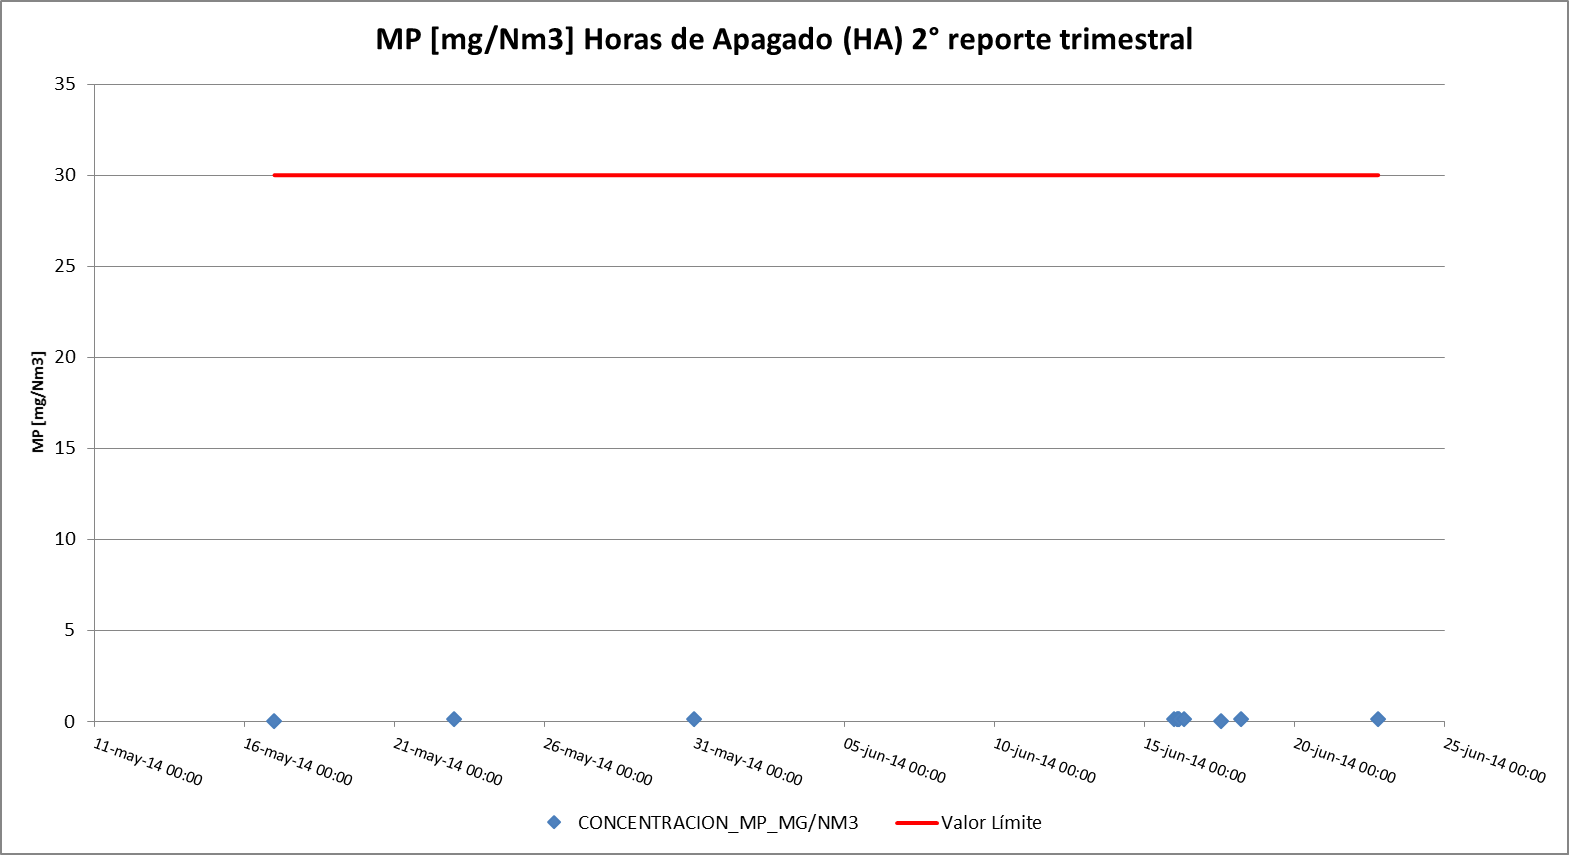 MP [mg/Nm3] Horas de Apagado (HA) 2° reporte trimestral
35
30
25
20
15
10
5
0
MP [mg/Nm3]
11-may-14 00:00
16-may-14 00:00
21-may-14 00:00
26-may-14 00:00
31-may-14 00:00
05-jun-14 00:00
10-jun-14 00:00
15-jun-14 00:00
20-jun-14 00:00
25-jun-14 00:00
CONCENTRACION_MP_MG/NM3
Valor Límite